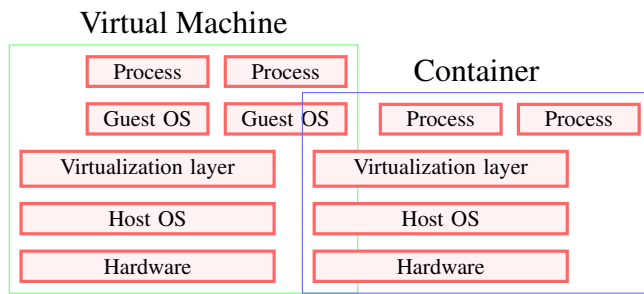 Virtual Machine
Process Process
Guest OS Guest OS
Virtualization layer
Host OS
Hardware
Container
Process Process
Virtualization layer
Host OS
Hardware